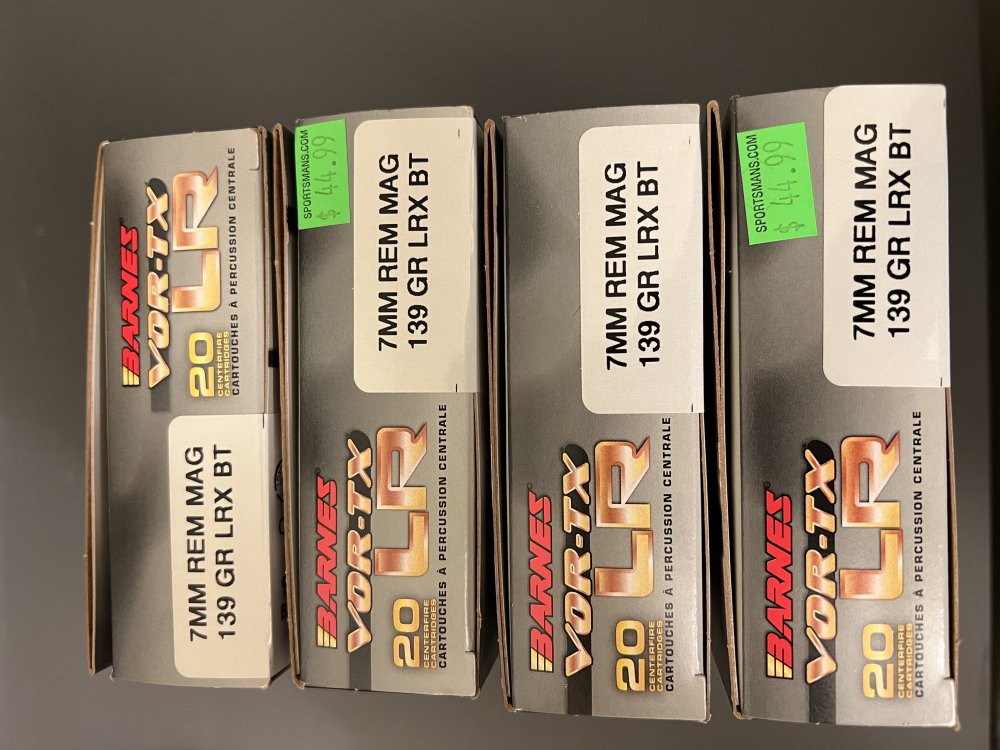 BARNES
VOR-TX
LR
20
CENTERFIRE
CARTRIDGES
CARTOUCHES À PERCUSSION CENTRALE
7MM REM MAG
139 GR LRX BT
SPORTSMANS.COM
$ 44.99
7MM REM MAG
139 GR LRX BT
BARNES
VOR-TX
LR
20
CENTERFIRE
CARTRIDGES
CARTOUCHES À PERCUSSION CENTRALE
7MM REM MAG
139 GR LRX BT
BARNES
VOR-TX
LR
20
CENTERFIRE
CARTRIDGES
CARTOUCHES À PERCUSSION CENTRALE
SPORTSMANS.COM
$ 44.99
7MM REM MAG
139 GR LRX BT
BARNES
VOR-TX
LR
20
CENTERFIRE
CARTRIDGES
CARTOUCHES À PERCUSSION CENTRALE